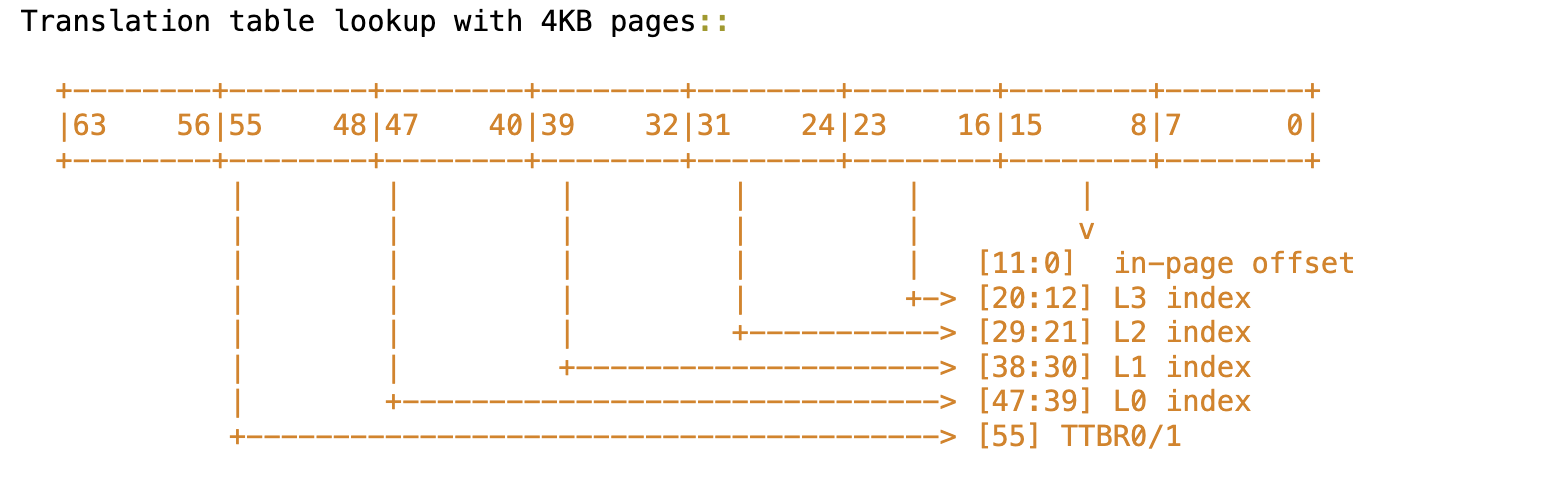 Translation table lookup with 4KB pages::
+--------+--------+--------+--------+--------+--------+--------+--------+
|63    56|55    48|47    40|39    32|31    24|23    16|15     8|7      0|
+--------+--------+--------+--------+--------+--------+--------+--------+
          |        |         |         |         |         |
          |        |         |         |         |         v
          |        |         |         |         |   [11:0]  in-page offset
          |        |         |         |         +-> [20:12] L3 index
          |        |         |         +-----------> [29:21] L2 index
          |        |         +---------------------> [38:30] L1 index
          |        +-------------------------------> [47:39] L0 index
          +----------------------------------------> [55] TTBR0/1